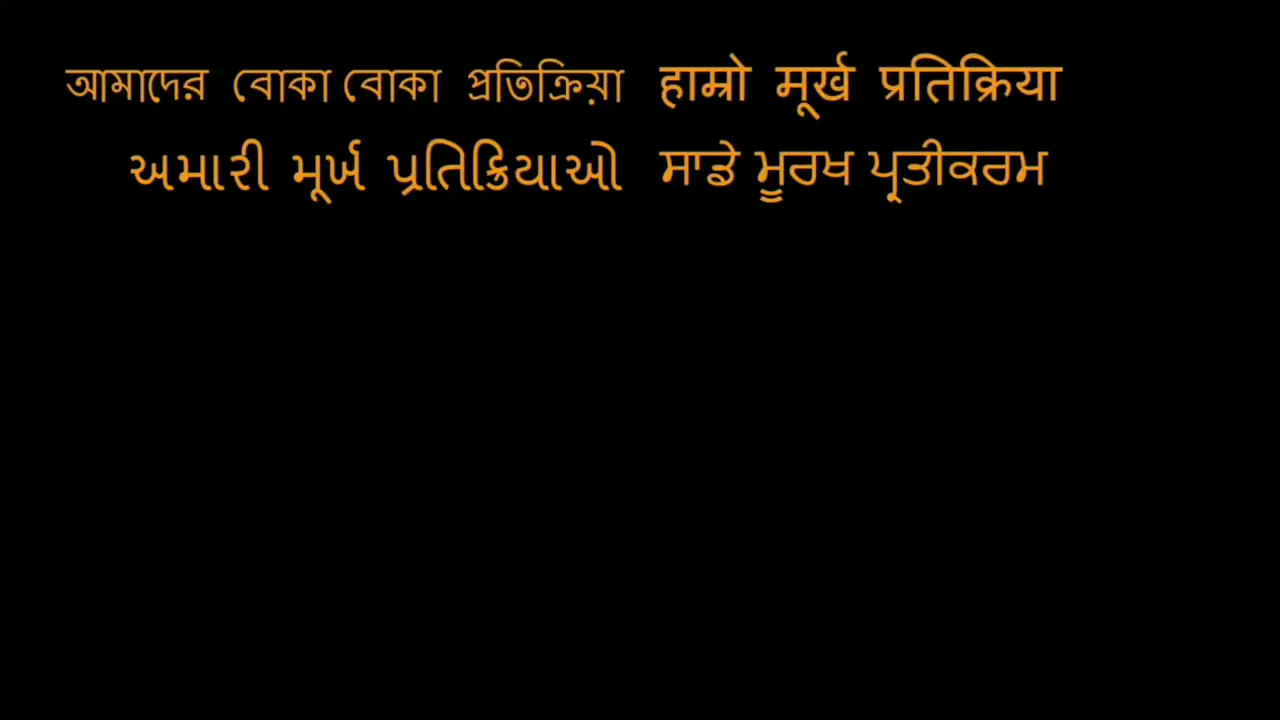 আমাদের বোকা বোকা প্রতিক্রিয়া हाम्रो मूर्ख प्रतिक्रिया
અમારી મૂર્ખ પ્રતિક્રિયાઓ ਸਾਡੇ ਮੂਰਖ ਪ੍ਰਤੀਕਰਮ